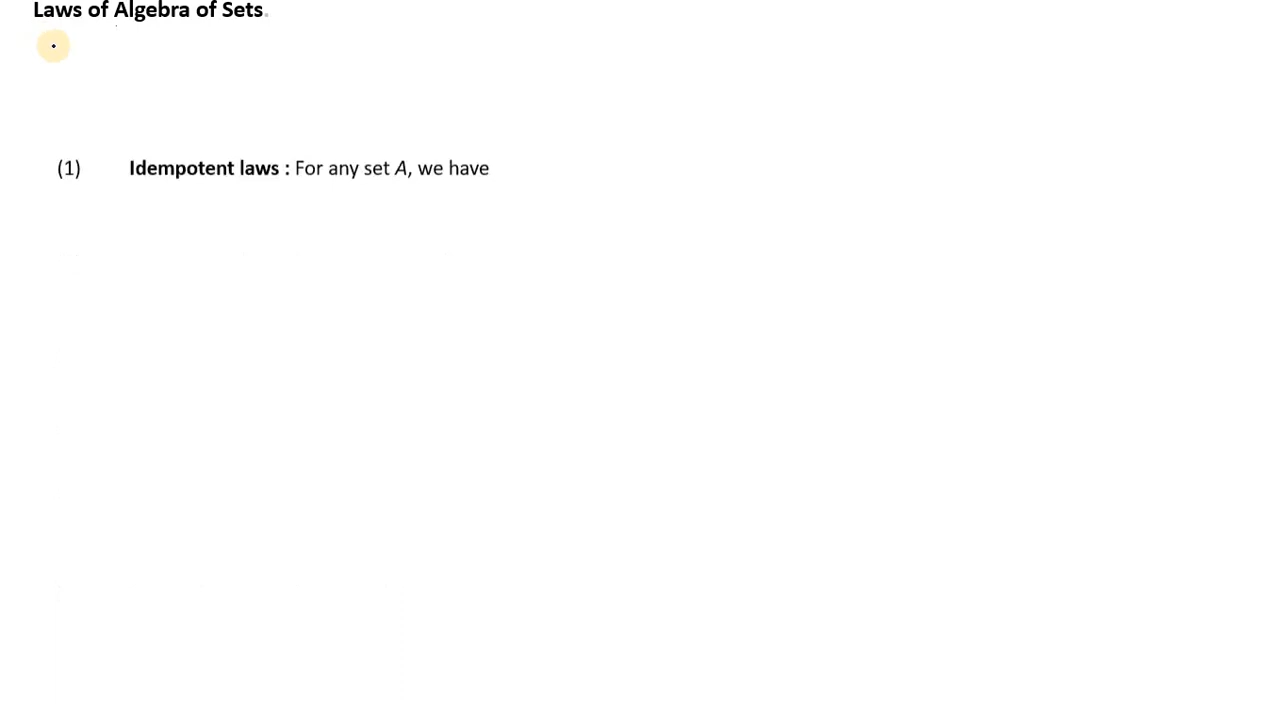 Laws of Algebra of Sets.
(1) Idempotent laws : For any set A, we have